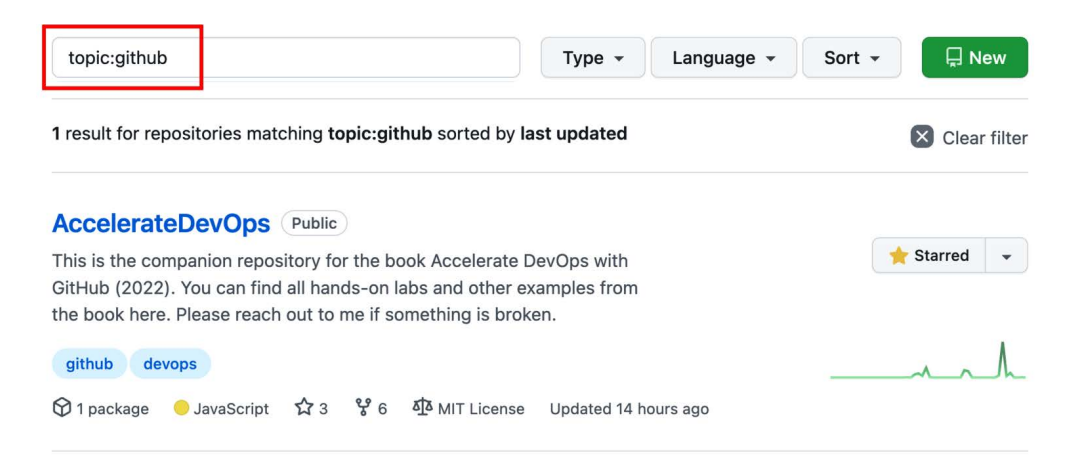 topic:github
Type
Language
Sort
New
1 result for repositories matching topic:github sorted by last updated
Clear filter
AccelerateDevOps
Public
This is the companion repository for the book Accelerate DevOps with
GitHub (2022). You can find all hands-on labs and other examples from
the book here. Please reach out to me if something is broken.
Starred
github
devops
1 package
JavaScript
3
6
MIT License
Updated 14 hours ago